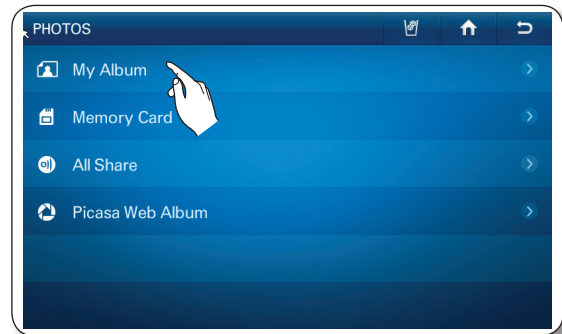 PHOTOS
My Album
Memory Card
All Share
Picasa Web Album